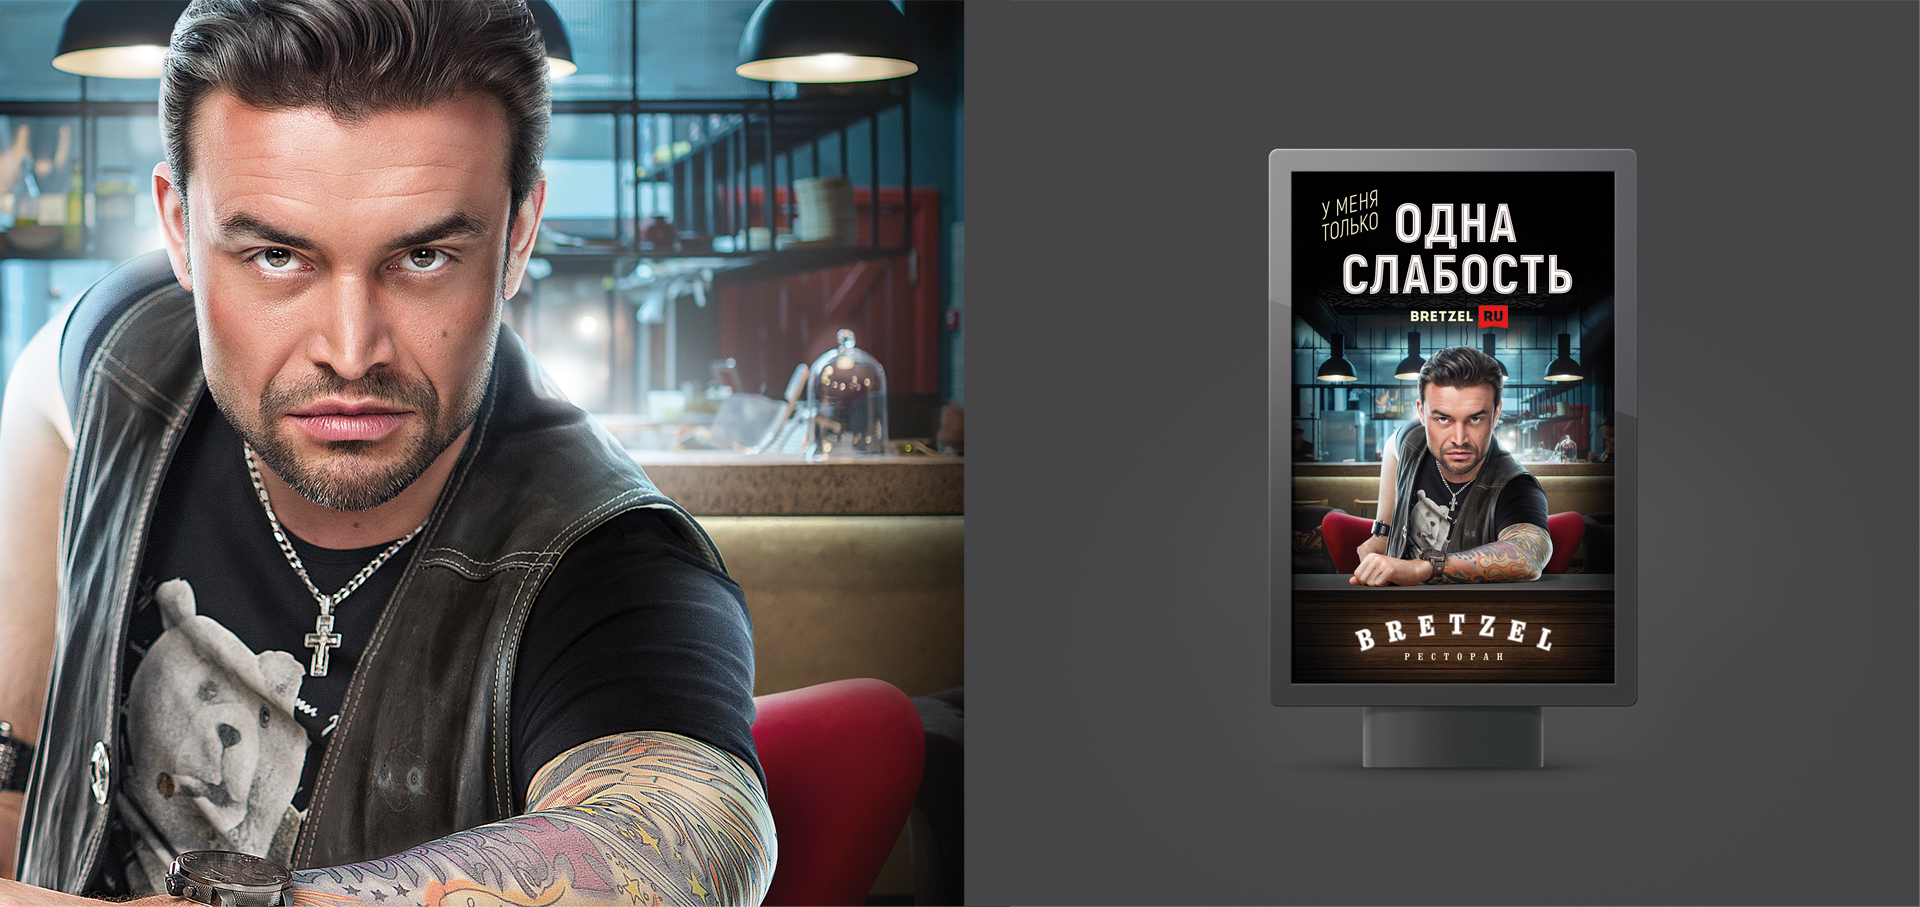 У МЕНЯ
ТОЛЬКО
ОДНА
СЛАБОСТЬ
BRETZEL RU
BRETZEL
РЕСТОРАН